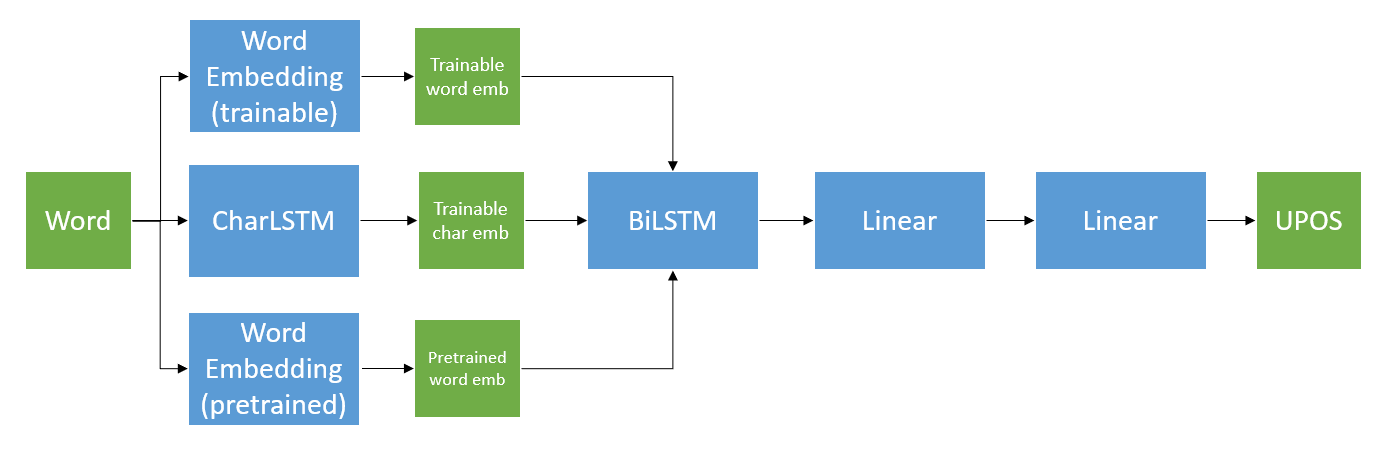 Word
Word
Embedding
(trainable)
Trainable
word emb
CharLSTM
Trainable
char emb
Word
Embedding
(pretrained)
Pretrained
word emb
BiLSTM
Linear
Linear
UPOS